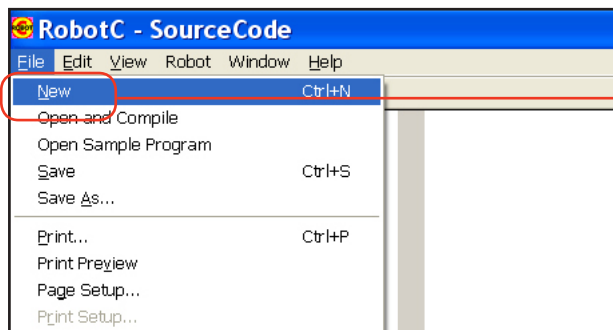 ROBOT RobotC - SourceCode
File Edit View Robot Window Help
New Ctrl+N
Open and Compile
Open Sample Program
Save Ctrl+S
Save As...
Print... Ctrl+P
Print Preview
Page Setup...
Print Setup...